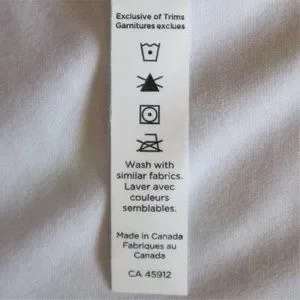 Exclusive of Trims
Garnitures exclues
Wash with
similar fabrics.
Laver avec
couleurs
semblables.
Made in Canada
Fabriques au
Canada
CA 45912